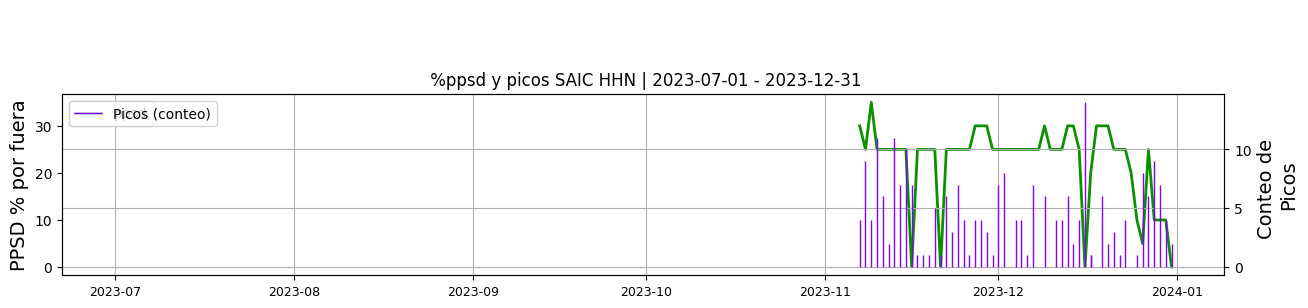 %ppsd y picos SAIC HHN | 2023-07-01 - 2023-12-31
PPSD % por fuera
30
20
10
0
Picos (conteo)
10
5
0
Conteo de
Picos
2023-07
2023-08
2023-09
2023-10
2023-11
2023-12
2024-01